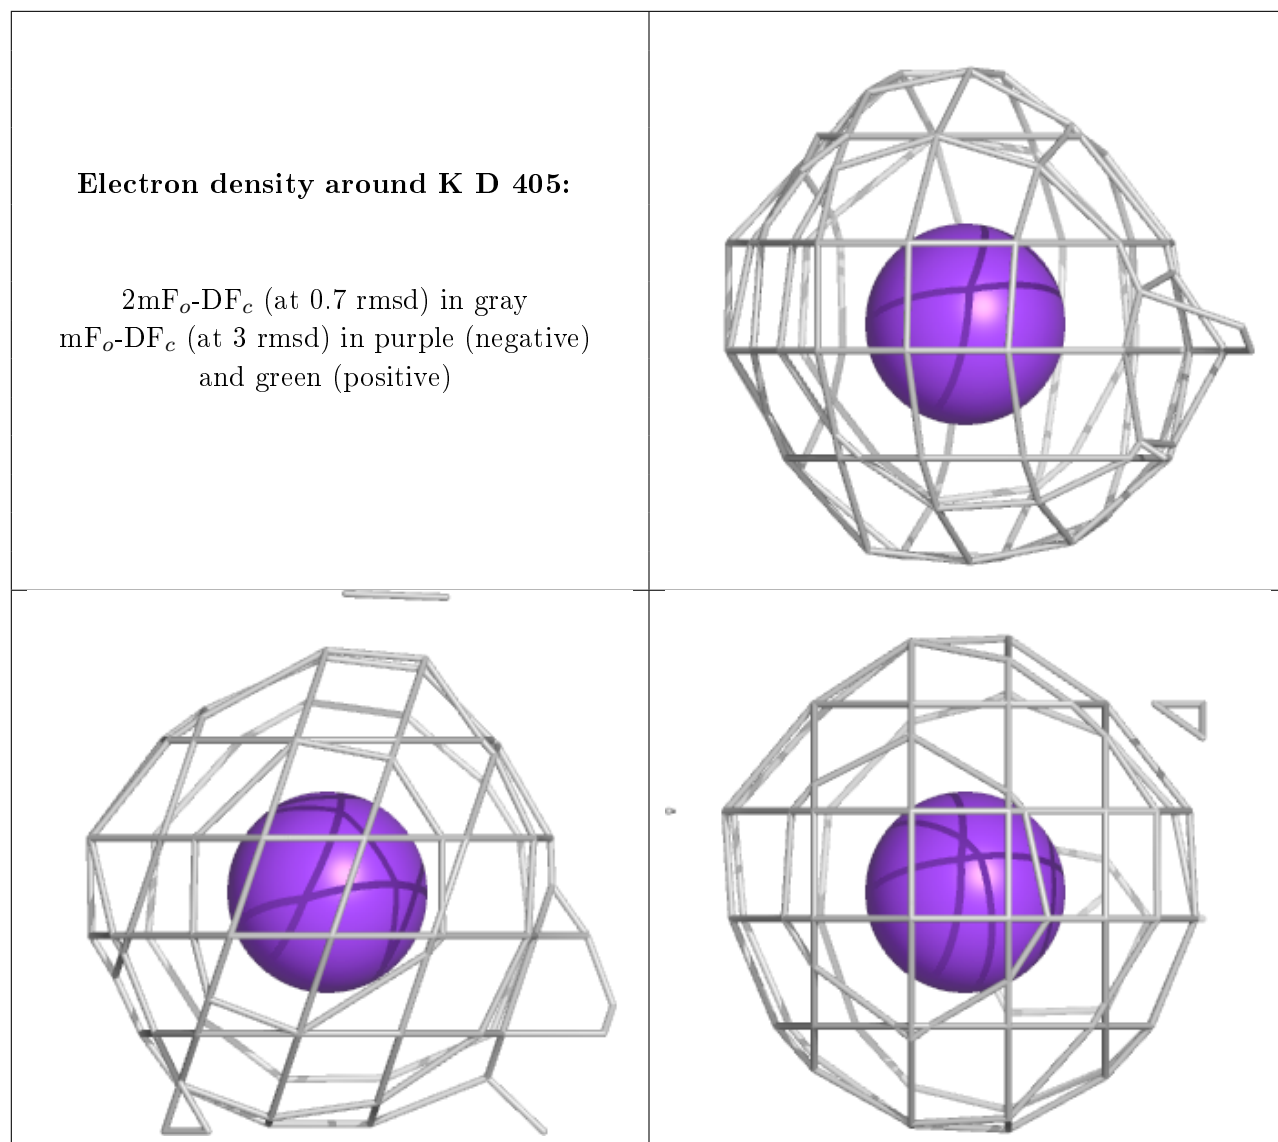 Electron density around K D 405:
2mFo-DFc (at 0.7 rmsd) in gray
mFo-DFc (at 3 rmsd) in purple (negative)
and green (positive)